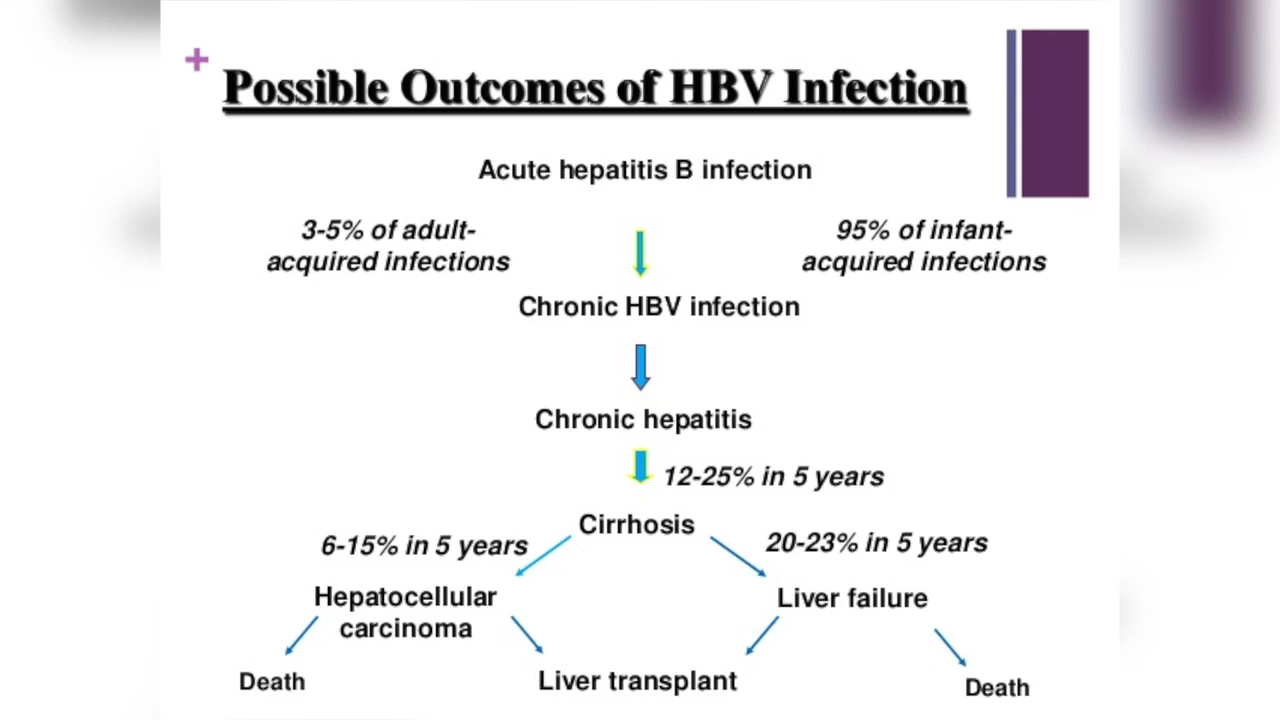 +
Possible Outcomes of HBV Infection
Acute hepatitis B infection
3-5% of adult-
acquired infections
95% of infant-
acquired infections
Chronic HBV infection
Chronic hepatitis
12-25% in 5 years
Cirrhosis
6-15% in 5 years
20-23% in 5 years
Hepatocellular
carcinoma
Liver failure
Death
Liver transplant
Death